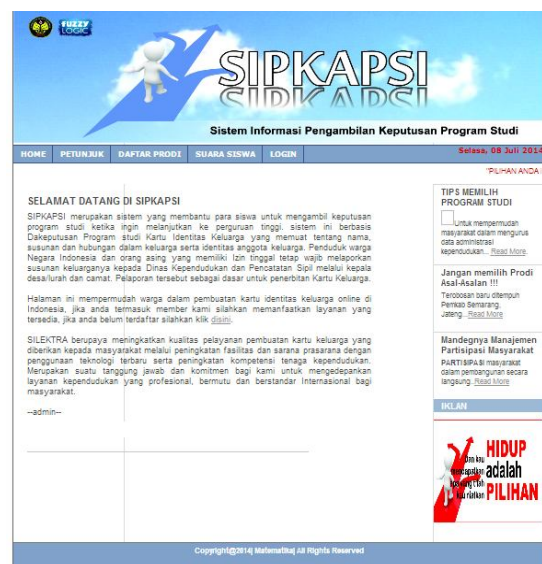 FUZZY
LOGIC
SIPKAPSI
Sistem Informasi Pengambilan Keputusan Program Studi
HOME PETUNJUK DAFTAR PRODI SUARA SISWA LOGIN
Selasa, 08 Juli 2014
"PILIHAN ANDA
SELAMAT DATANG DI SIPKAPSI
SIPKAPSI merupakan sistem yang membantu para siswa untuk mengambil keputusan
program studi ketika ingin melanjutkan ke perguruan tinggi. sistem ini berbasis
Dakeputusan Program studi Kartu Identitas Keluarga yang memuat tentang nama,
susunan dan hubungan dalam keluarga serta identitas anggota keluarga. Penduduk warga
Negara Indonesia dan orang asing yang memiliki Izin tinggal tetap wajib melaporkan
susunan keluarganya kepada Dinas Kependudukan dan Pencatatan Sipil melalui kepala
desa/lurah dan camat. Pelaporan tersebut sebagai dasar untuk penerbitan Kartu Keluarga.
Halaman ini mempermudah warga dalam pembuatan kartu identitas keluarga online di
Indonesia, jika anda termasuk member kami silahkan memanfaatkan layanan yang
tersedia, jika anda belum terdaftar silahkan klik disini.
SILEKTRA berupaya meningkatkan kualitas pelayanan pembuatan kartu keluarga yang
diberikan kepada masyarakat melalui peningkatan fasilitas dan sarana prasarana dengan
penggunaan teknologi terbaru serta peningkatan kompetensi tenaga kependudukan.
Merupakan suatu tanggung jawab dan komitmen bagi kami untuk mengedepankan
layanan kependudukan yang profesional, bermutu dan berstandar Internasional bagi
masyarakat.
--admin--
TIPS MEMILIH
PROGRAM STUDI
Untuk mempermudah
masyarakat dalam mengurus
data administrasi
kependudukan... Read More.
Jangan memilih Prodi
Asal-Asalan !!!
Terobosan baru ditempuh
Pemkab Semarang,
Jateng...Read More
Mandegnya Manajemen
Partisipasi Masyarakat
PARTISIPASI masyarakat
dalam pembangunan secara
langsung..Read More
IKLAN
HIDUP
adalah
PILIHAN
Copyright@2014| Matematika| All Rights Reserved